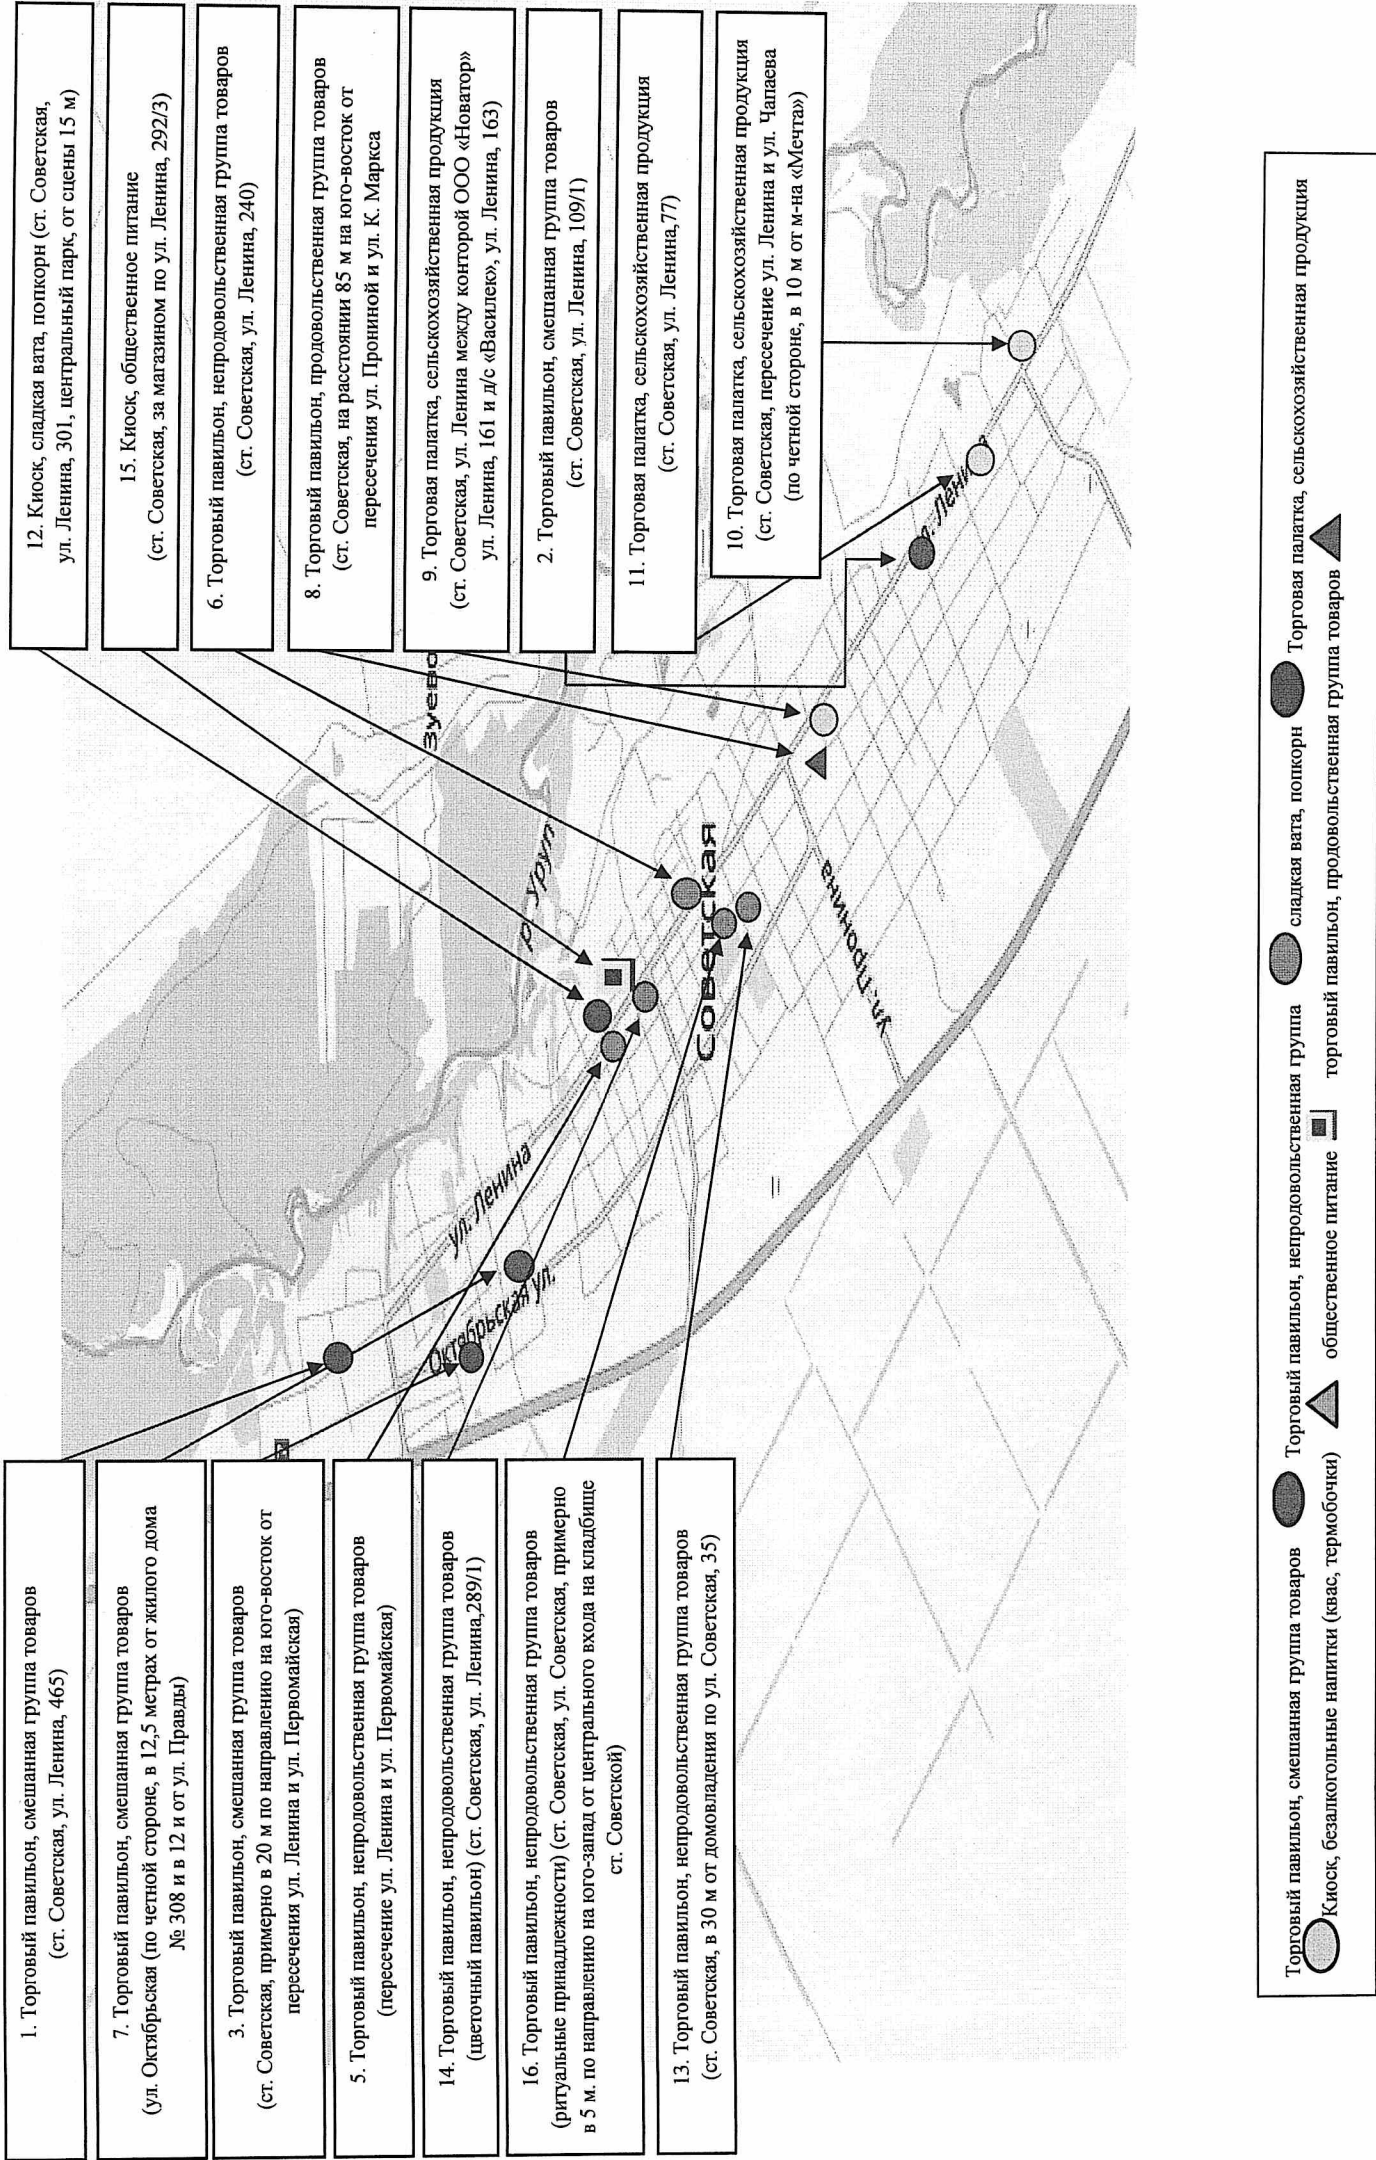 1. Торговый павильон, смешанная группа товаров
(ст. Советская, ул. Ленина, 465)
7. Торговый павильон, смешанная группа товаров
(ул. Октябрьская (по четной стороне, в 12,5 метрах от жилого дома
№ 308 и в 12 и от ул. Правды)
3. Торговый павильон, смешанная группа товаров
(ст. Советская, примерно в 20 м по направлению на юго-восток от
пересечения ул. Ленина и ул. Первомайская)
5. Торговый павильон, непродовольственная группа товаров
(пересечение ул. Ленина и ул. Первомайская)
14. Торговый павильон, непродовольственная группа товаров
(цветочный павильон) (ст. Советская, ул. Ленина,289/1)
16. Торговый павильон, непродовольственная группа товаров
(ритуальные принадлежности) (ст. Советская, ул. Советская, примерно
в 5 м. по направлению на юго-запад от центрального входа на кладбище
ст. Советской)
13. Торговый павильон, непродовольственная группа товаров
(ст. Советская, в 30 м от домовладения по ул. Советская, 35)
12. Киоск, сладкая вата, попкорн (ст. Советская,
ул. Ленина, 301, центральный парк, от сцены 15 м)
15. Киоск, общественное питание
(ст. Советская, за магазином по ул. Ленина, 292/3)
6. Торговый павильон, непродовольственная группа товаров
(ст. Советская, ул. Ленина, 240)
8. Торговый павильон, продовольственная группа товаров
(ст. Советская, на расстоянии 85 м на юго-восток от
пересечения ул. Прониной и ул. К. Маркса
9. Торговая палатка, сельскохозяйственная продукция
(ст. Советская, ул. Ленина между конторой ООО «Новатор»
ул. Ленина, 161 и д/с «Василек», ул. Ленина, 163)
2. Торговый павильон, смешанная группа товаров
(ст. Советская, ул. Ленина, 109/1)
11. Торговая палатка, сельскохозяйственная продукция
(ст. Советская, ул. Ленина,77)
10. Торговая палатка, сельскохозяйственная продукция
(ст. Советская, пересечение ул. Ленина и ул. Чапаева
(по четной стороне, в 10 м от м-на «Мечта»)
Зуево
р. Уруп
ул. Ленина
Октябрьская ул.
Советская
ул. Пронина
Торговый павильон, смешанная группа товаров Торговый павильон, непродовольственная группа сладкая вата, попкорн Торговая палатка, сельскохозяйственная продукция
Киоск, безалкогольные напитки (квас, термобочки) общественное питание торговый павильон, продовольственная группа товаров